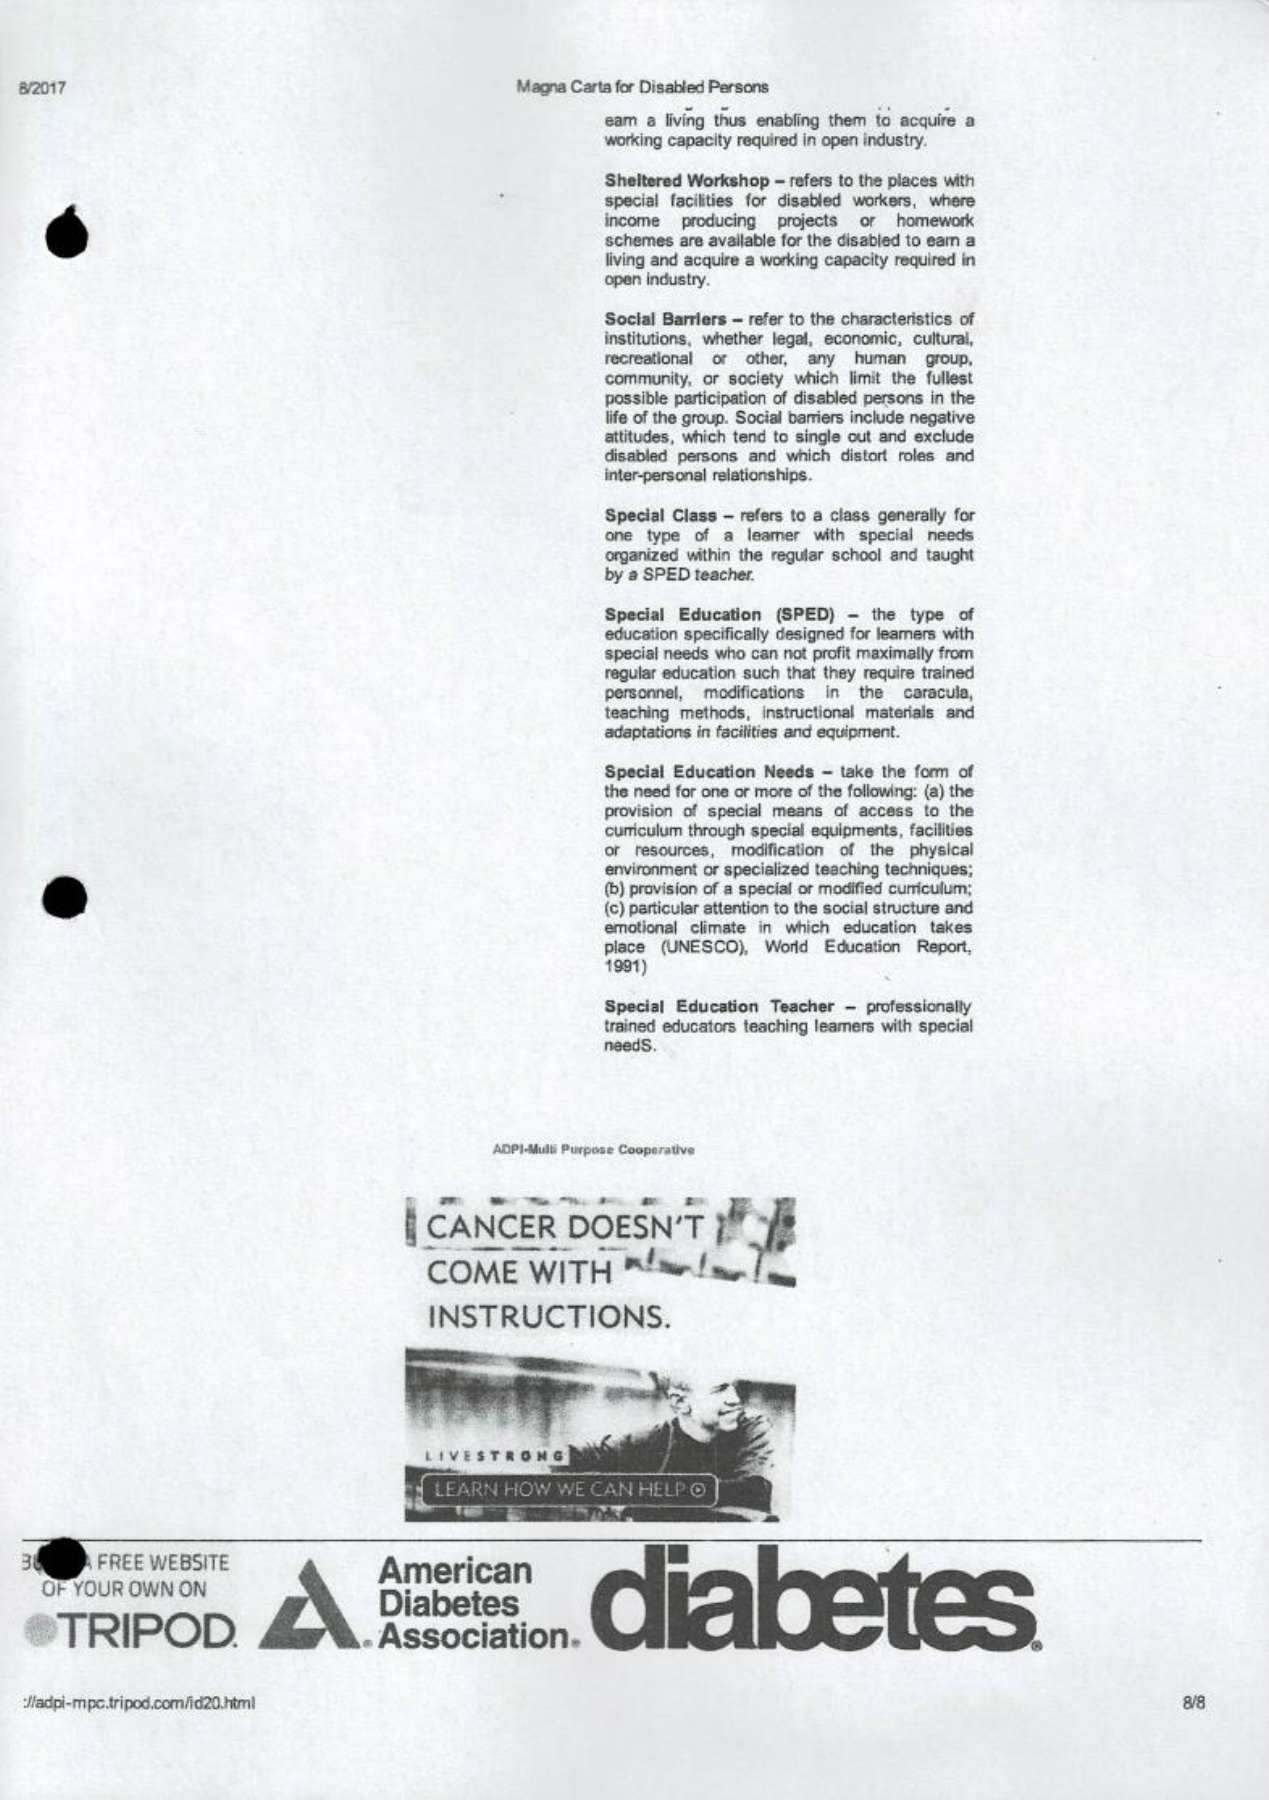 8/2017
Magna Carta for Disabled Persons
earn a living thus enabling them to acquire a
working capacity required in open industry.
Sheltered Workshop – refers to the places with
special facilities for disabled workers, where
income producing projects or homework
schemes are available for the disabled to earn a
living and acquire a working capacity required in
open industry.
Social Barriers – refer to the characteristics of
institutions, whether legal, economic, cultural,
recreational or other, any human group,
community, or society which limit the fullest
possible participation of disabled persons in the
life of the group. Social barriers include negative
attitudes, which tend to single out and exclude
disabled persons and which distort roles and
inter-personal relationships.
Special Class – refers to a class generally for
one type of a learner with special needs
organized within the regular school and taught
by a SPED teacher.
Special Education (SPED) – the type of
education specifically designed for learners with
special needs who can not profit maximally from
regular education such that they require trained
personnel, modifications in the caracula,
teaching methods, instructional materials and
adaptations in facilities and equipment.
Special Education Needs – take the form of
the need for one or more of the following: (a) the
provision of special means of access to the
curriculum through special equipments, facilities
or resources, modification of the physical
environment or specialized teaching techniques;
(b) provision of a special or modified curriculum;
(c) particular attention to the social structure and
emotional climate in which education takes
place (UNESCO), World Education Report,
1991)
Special Education Teacher – professionally
trained educators teaching learners with special
needS.
ADPI-Multi Purpose Cooperative
CANCER DOESN'T
COME WITH
INSTRUCTIONS.
LIVESTRONG
LEARN HOW WE CAN HELP
A FREE WEBSITE
OF YOUR OWN ON
TRIPOD.
American
Diabetes
Association®
diabetes®
://adpi-mpc.tripod.com/id20.html
8/8